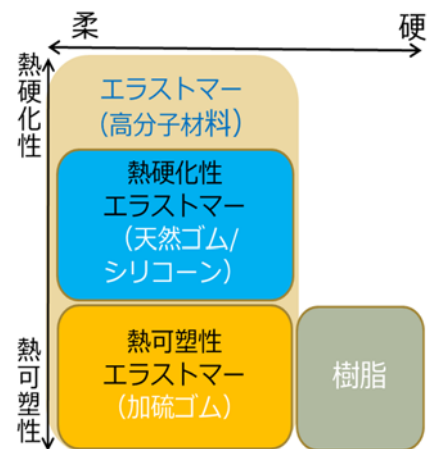 柔
硬
熱硬化性
熱可塑性
エラストマー
(高分子材料)
熱硬化性
エラストマー
（天然ゴム/
シリコーン）
熱可塑性
エラストマー
(加硫ゴム)
樹脂